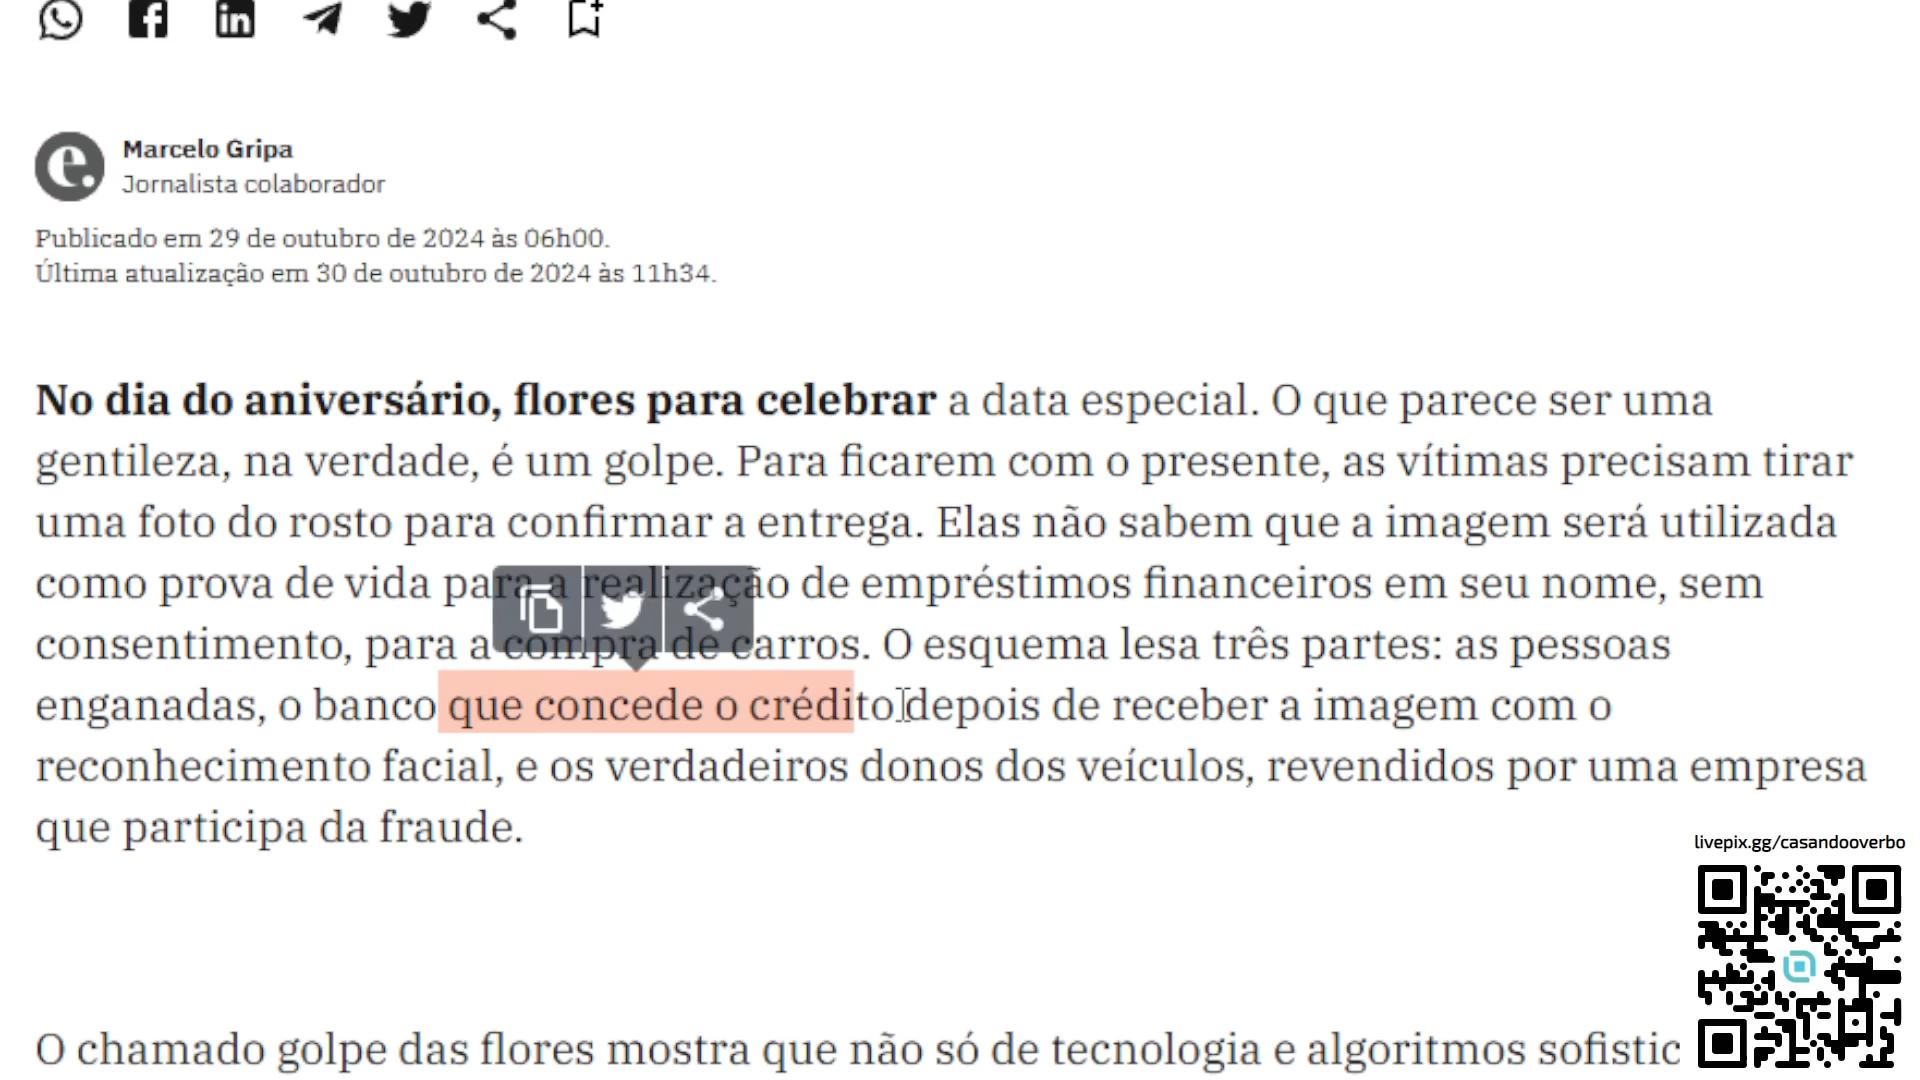 Marcelo Gripa
Jornalista colaborador
Publicado em 29 de outubro de 2024 às 06h00.
Última atualização em 30 de outubro de 2024 às 11h34.
No dia do aniversário, flores para celebrar a data especial. O que parece ser uma
gentileza, na verdade, é um golpe. Para ficarem com o presente, as vítimas precisam tirar
uma foto do rosto para confirmar a entrega. Elas não sabem que a imagem será utilizada
como prova de vida para a realização de empréstimos financeiros em seu nome, sem
consentimento, para a compra de carros. O esquema lesa três partes: as pessoas
enganadas, o banco que concede o crédito depois de receber a imagem com o
reconhecimento facial, e os verdadeiros donos dos veículos, revendidos por uma empresa
que participa da fraude.
livepix.gg/casandooverbo
O chamado golpe das flores mostra que não só de tecnologia e algoritmos sofistic